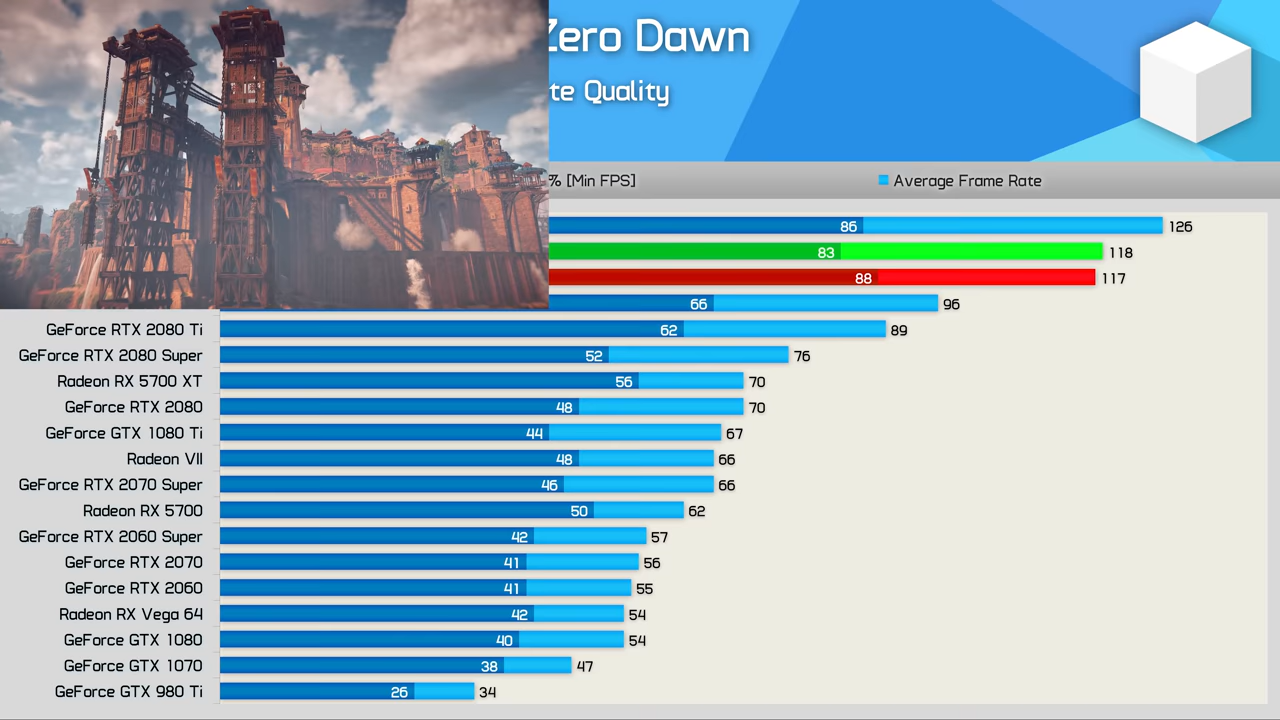 Zero Dawn
te Quality
% [Min FPS]
Average Frame Rate
86 126
83 118
88 117
66 96
GeForce RTX 2080 Ti 62 89
GeForce RTX 2080 Super 52 76
Radeon RX 5700 XT 56 70
GeForce RTX 2080 48 70
GeForce GTX 1080 Ti 44 67
Radeon VII 48 66
GeForce RTX 2070 Super 46 66
Radeon RX 5700 50 62
GeForce RTX 2060 Super 42 57
GeForce RTX 2070 41 56
GeForce RTX 2060 41 55
Radeon RX Vega 64 42 54
GeForce GTX 1080 40 54
GeForce GTX 1070 38 47
GeForce GTX 980 Ti 26 34